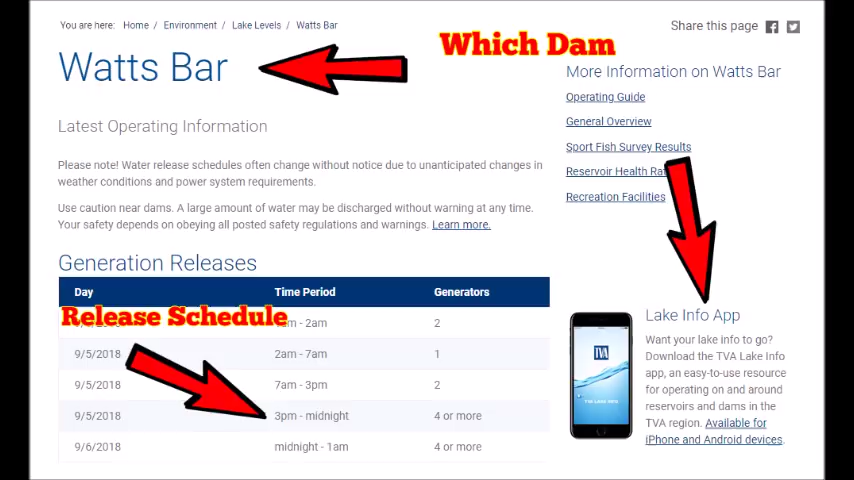 You are here: Home / Environment / Lake Levels / Watts Bar
Share this page
Which Dam
Watts Bar
More Information on Watts Bar
Operating Guide
General Overview
Sport Fish Survey Results
Reservoir Health
Recreation Facilities
Latest Operating Information
Please note! Water release schedules often change without notice due to unanticipated changes in
weather conditions and power system requirements.
Use caution near dams. A large amount of water may be discharged without warning at any time.
Your safety depends on obeying all posted safety regulations and warnings. Learn more.
Generation Releases
Day Time Period Generators
Release Schedule
- 2am 2
9/5/2018 2am - 7am 1
9/5/2018 7am - 3pm 2
9/5/2018 3pm - midnight 4 or more
9/6/2018 midnight - 1am 4 or more
TVA
TVA LAKE INFO
Lake Info App
Want your lake info to go?
Download the TVA Lake Info
app, an easy-to-use resource
for operating on and around
reservoirs and dams in the
TVA region. Available for
iPhone and Android devices.